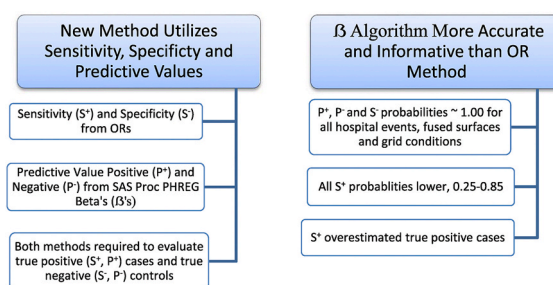 New Method Utilizes
Sensitivity, Specificty and
Predictive Values
Sensitivity (S⁺) and Specificity (S⁻)
from ORs
Predictive Value Positive (P⁺) and
Negative (P⁻) from SAS Proc PHREG
Beta's (ß's)
Both methods required to evaluate
true positive (S⁺, P⁺) cases and true
negative (S⁻, P⁻) controls
ß Algorithm More Accurate
and Informative than OR
Method
P⁺, P⁻ and S⁻ probabilities ~ 1.00 for
all hospital events, fused surfaces
and grid conditions
All S⁺ probablities lower, 0.25-0.85
S⁺ overestimated true positive cases